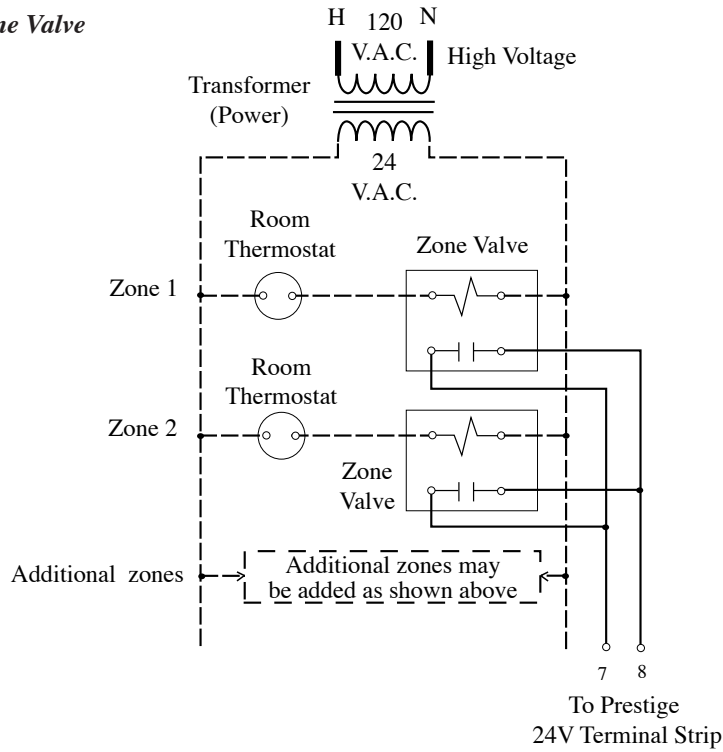 ne Valve
H 120 N
V.A.C.
High Voltage
Transformer
(Power)
24
V.A.C.
Room
Thermostat
Zone Valve
Zone 1
Room
Thermostat
Zone 2
Zone
Valve
Additional zones
Additional zones may
be added as shown above
7 8
To Prestige
24V Terminal Strip